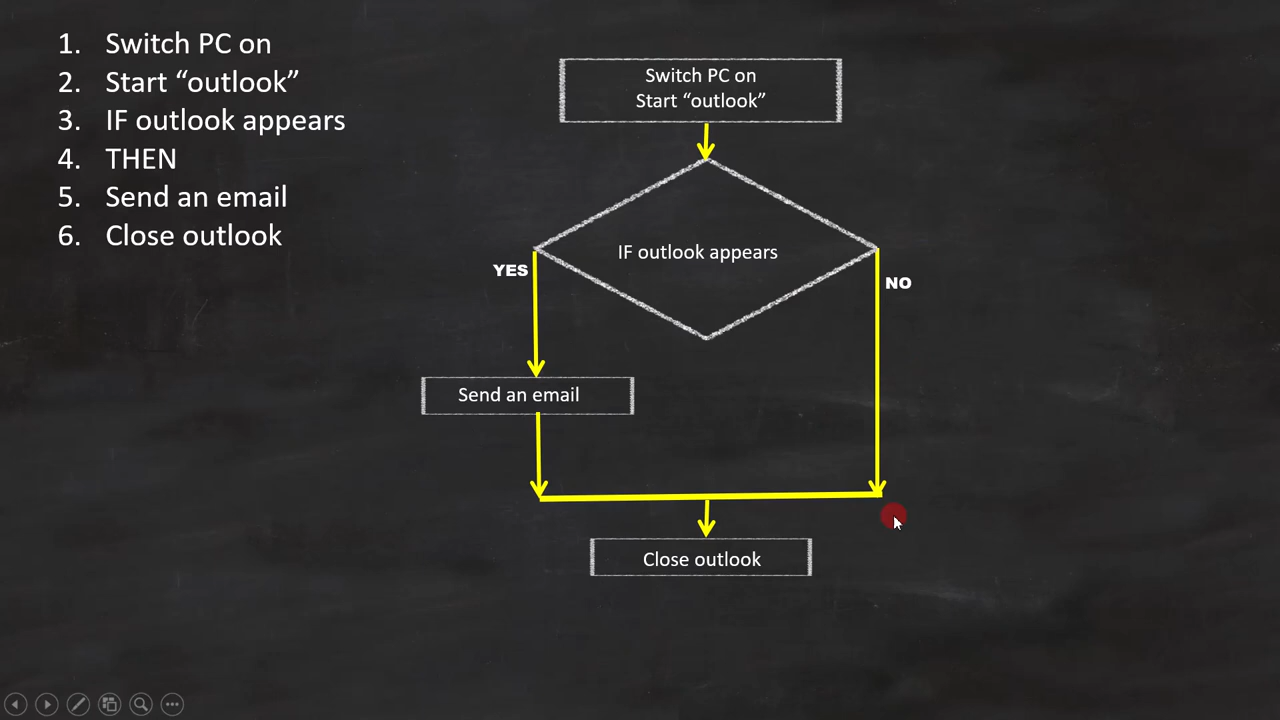 1. Switch PC on
2. Start “outlook”
3. IF outlook appears
4. THEN
5. Send an email
6. Close outlook
Switch PC on
Start “outlook”
IF outlook appears
YES
NO
Send an email
Close outlook